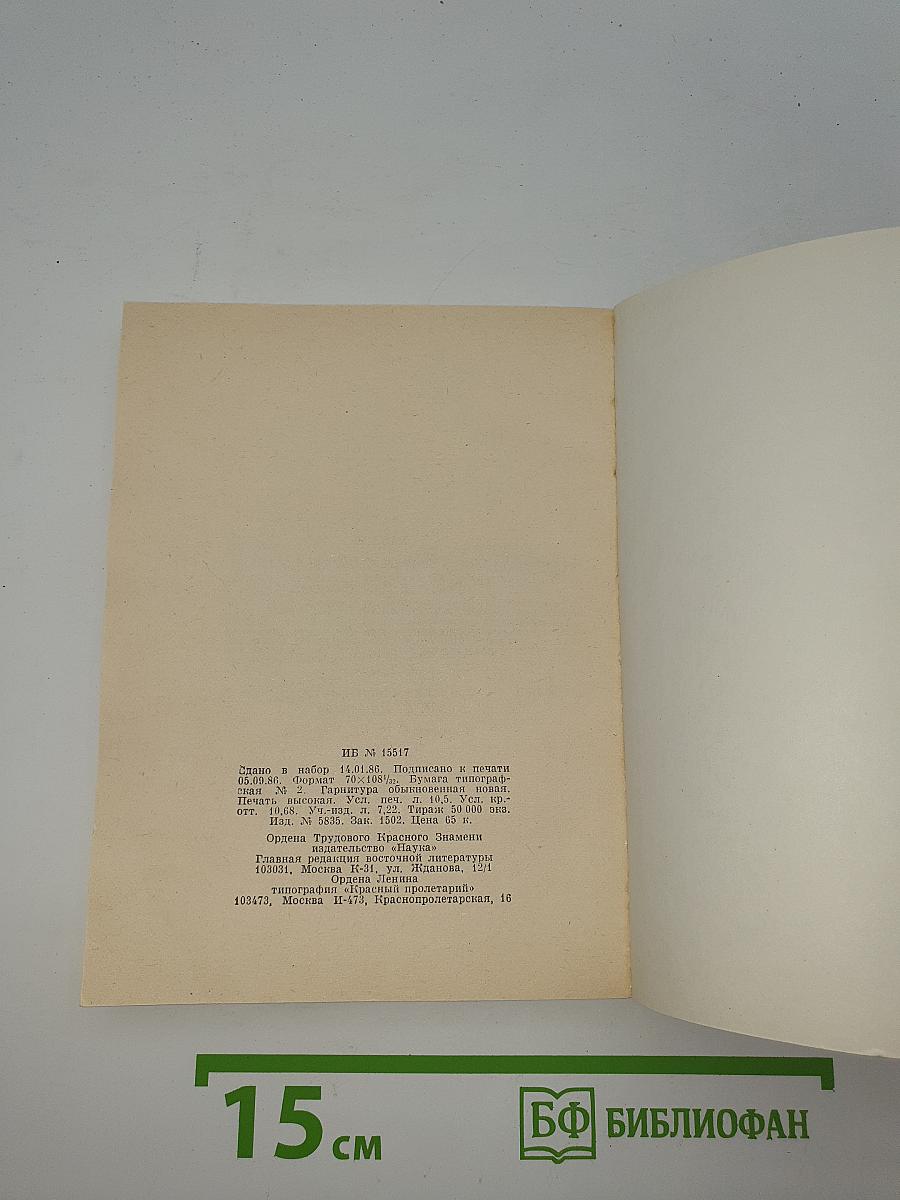 ИБ № 15517
Сдано в набор 14.01.86. Подписано к печати
05.09.86. Формат 70×108¹/₃₂. Бумага типограф-
ская № 2. Гарнитура обыкновенная новая.
Печать высокая. Усл. печ. л. 10,5. Усл. кр.-
отт. 10,68. Уч.-изд. л. 7,22. Тираж 50 000 экз.
Изд. № 5835. Зак. 1502. Цена 65 к.
Ордена Трудового Красного Знамени
издательство «Наука»
Главная редакция восточной литературы
103031, Москва К-31, ул. Жданова, 12/1
Ордена Ленина
типография «Красный пролетарий»
103473, Москва И-473, Краснопролетарская, 16
15 см
БФ БИБЛИОФАН